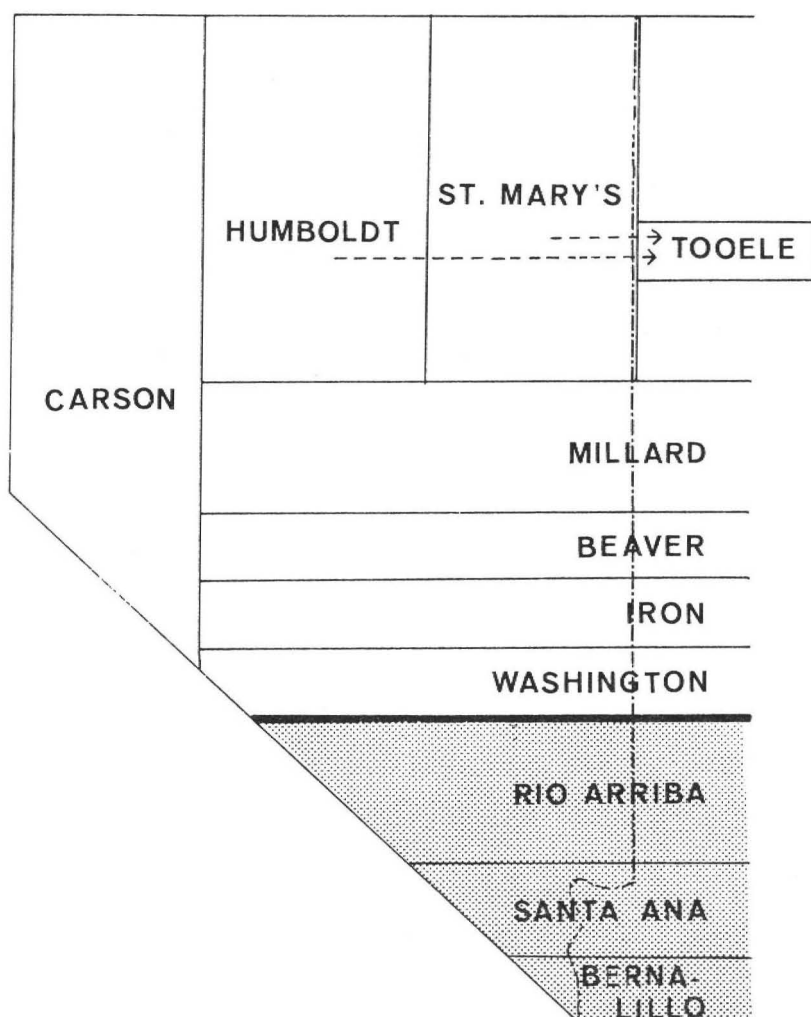 ST. MARY'S
HUMBOLDT
TOOELE
CARSON
MILLARD
BEAVER
IRON
WASHINGTON
RIO ARRIBA
SANTA ANA
BERNA-
LILLO